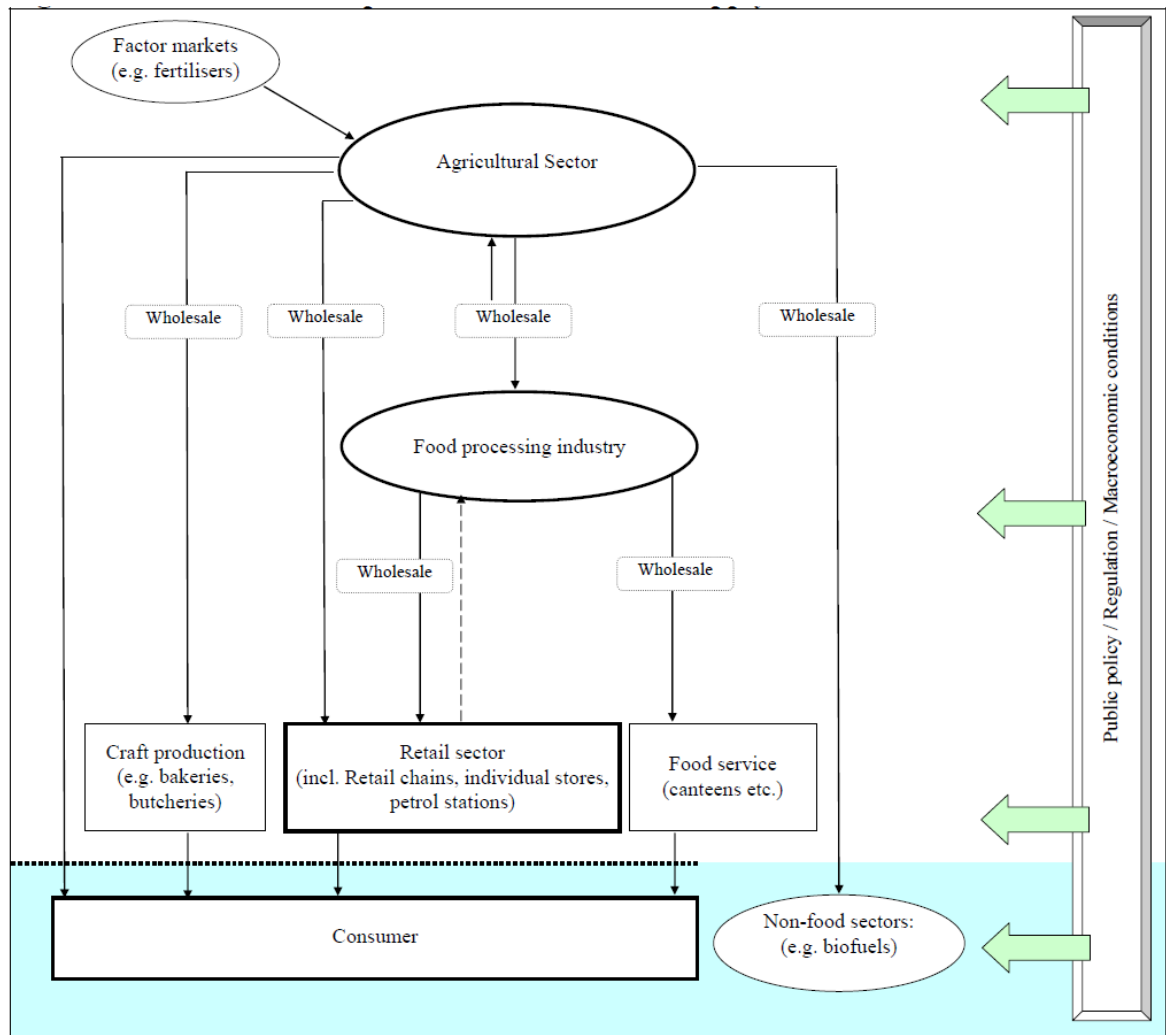 Factor markets
(e.g. fertilisers)
Agricultural Sector
Wholesale
Wholesale
Wholesale
Wholesale
Food processing industry
Wholesale
Wholesale
Craft production
(e.g. bakeries,
butcheries)
Retail sector
(incl. Retail chains, individual stores,
petrol stations)
Food service
(canteens etc.)
Consumer
Non-food sectors:
(e.g. biofuels)
Public policy / Regulation / Macroeconomic conditions